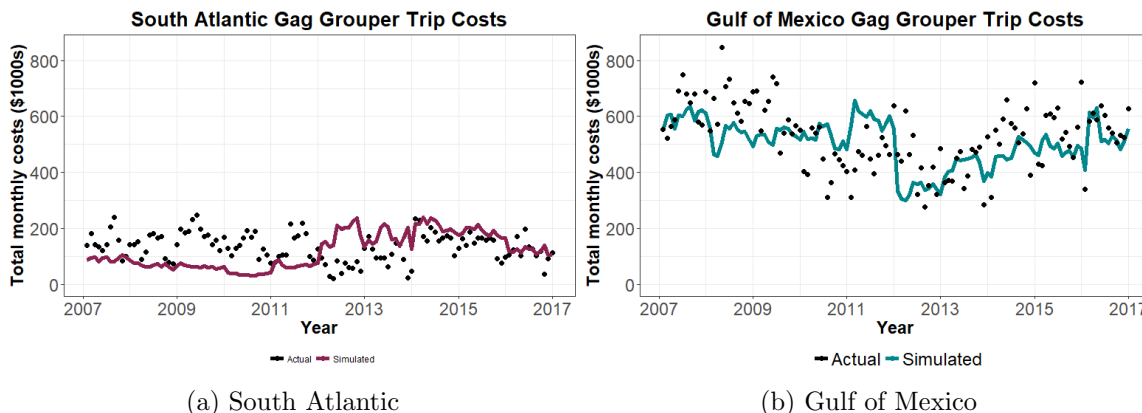 South Atlantic Gag Grouper Trip Costs
Total monthly costs ($1000s)
800
600
400
200
0
2007 2009 2011 2013 2015 2017
Year
Actual Simulated
(a) South Atlantic
Gulf of Mexico Gag Grouper Trip Costs
Total monthly costs ($1000s)
800
600
400
200
0
2007 2009 2011 2013 2015 2017
Year
Actual Simulated
(b) Gulf of Mexico